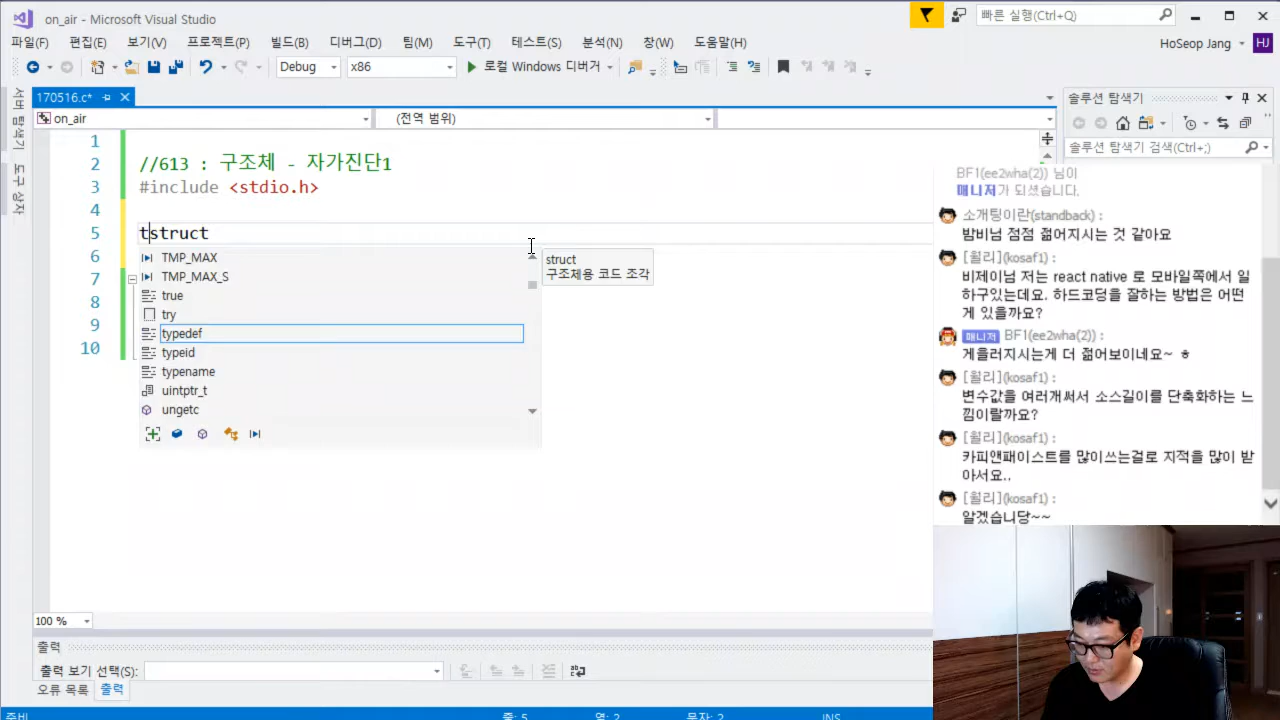 on_air - Microsoft Visual Studio
빠른 실행(Ctrl+Q)
파일(F) 편집(E) 보기(V) 프로젝트(P) 빌드(B) 디버그(D) 팀(M) 도구(T) 테스트(S) 분석(N) 창(W) 도움말(H)
HoSeop Jang HJ
Debug x86 로컬 Windows 디버거
서버 탐색기
도구 상자
170516.c*
on_air (전역 범위)
1
2 //613 : 구조체 - 자가진단1
3 #include <stdio.h>
4
5 tstruct
6
7
8
9
10
TMP_MAX
TMP_MAX_S
true
try
typedef
typeid
typename
uintptr_t
ungetc
struct
구조체용 코드 조각
솔루션 탐색기
솔루션 탐색기 검색(Ctrl+;)
BF1(ee2wha(2)) 님이
매니저가 되셨습니다.
소개팅이란(standback) :
밤비님 점점 젊어지시는 것 같아요
[월리](kosaf1) :
비제이님 저는 react native 로 모바일쪽에서 일
하구있는데요. 하드코딩을 잘하는 방법은 어떤
게 있을까요?
매니저 BF1(ee2wha(2)) :
게을러지시는게 더 젊어보이네요~ ㅎ
[월리](kosaf1) :
변수값을 여러개써서 소스길이를 단축화하는 느
낌이랄까요?
[월리](kosaf1) :
카피앤패이스트를 많이쓰는걸로 지적을 많이 받
아서요..
[월리](kosaf1) :
알겠습니당~~
100 %
출력
출력 보기 선택(S):
오류 목록 출력
준비 줄: 5 열: 2 문자: 2 INS